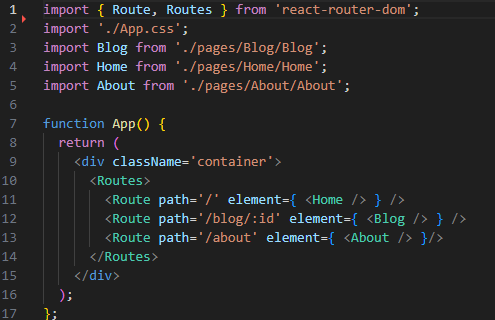 1 import { Route, Routes } from 'react-router-dom';
2 import './App.css';
3 import Blog from './pages/Blog/Blog';
4 import Home from './pages/Home/Home';
5 import About from './pages/About/About';
6
7 function App() {
8   return (
9     <div className='container'>
10       <Routes>
11         <Route path='/' element={ <Home /> } />
12         <Route path='/blog/:id' element={ <Blog /> } />
13         <Route path='/about' element={ <About /> }/>
14       </Routes>
15     </div>
16   );
17 };